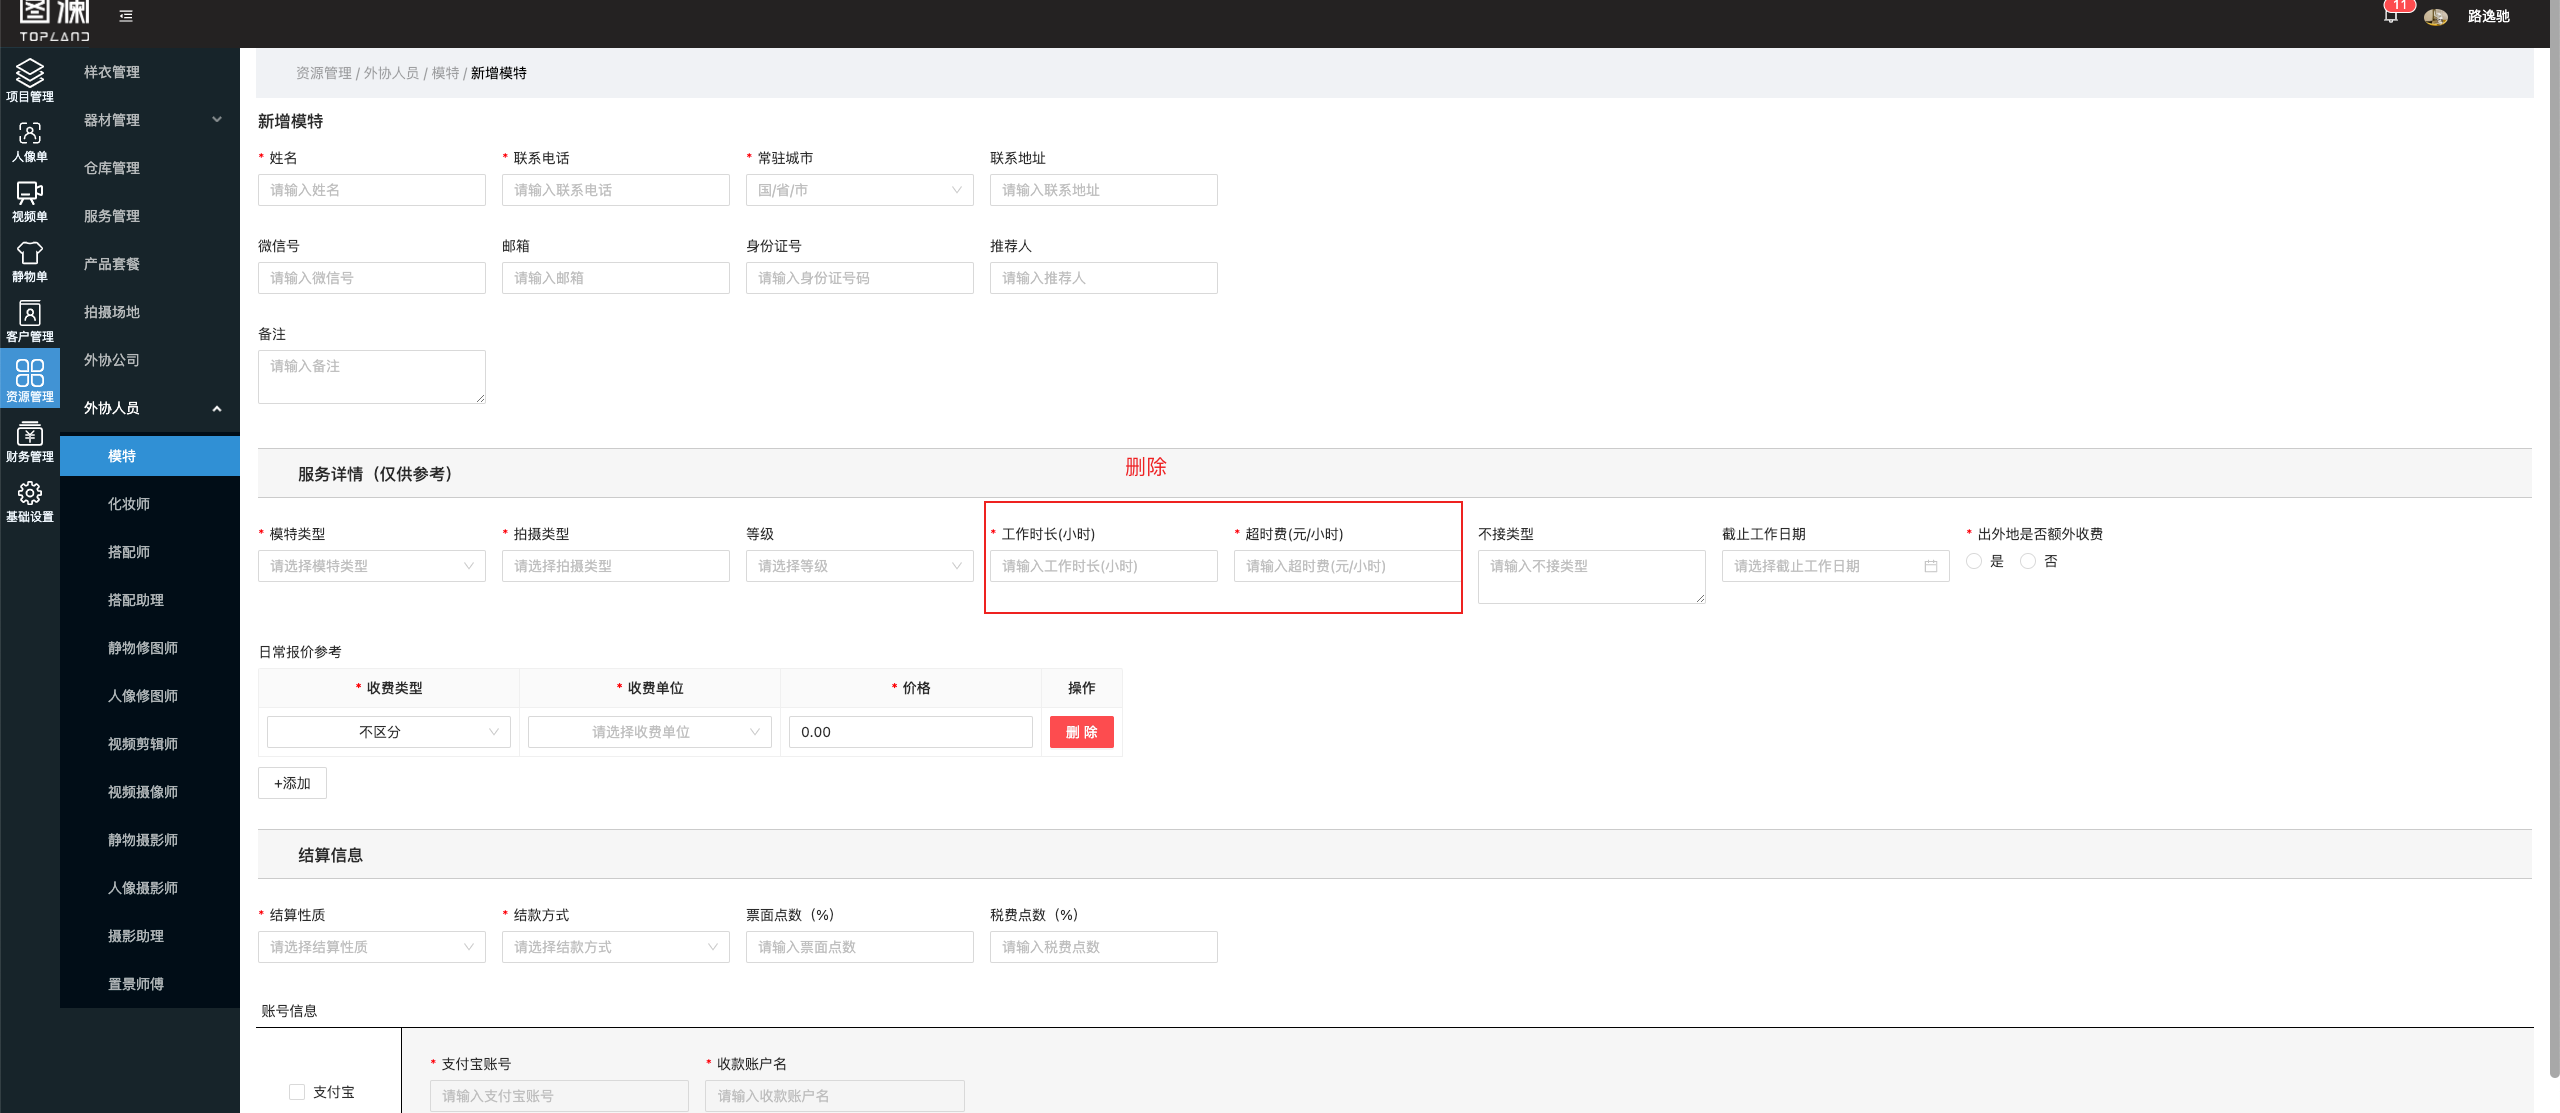 图澜
TOPLAND
11
路逸驰
项目管理
人像单
视频单
静物单
客户管理
资源管理
财务管理
基础设置
样衣管理
器材管理
仓库管理
服务管理
产品套餐
拍摄场地
外协公司
外协人员
模特
化妆师
搭配师
搭配助理
静物修图师
人像修图师
视频剪辑师
视频摄像师
静物摄影师
人像摄影师
摄影助理
置景师傅
资源管理 / 外协人员 / 模特 / 新增模特
新增模特
* 姓名 * 联系电话 * 常驻城市 联系地址
请输入姓名 请输入联系电话 国/省/市 请输入联系地址
微信号 邮箱 身份证号 推荐人
请输入微信号 请输入邮箱 请输入身份证号码 请输入推荐人
备注
请输入备注
删除
服务详情（仅供参考）
* 模特类型 * 拍摄类型 等级 * 工作时长(小时) * 超时费(元/小时) 不接类型 截止工作日期 * 出外地是否额外收费
请选择模特类型 请选择拍摄类型 请选择等级 请输入工作时长(小时) 请输入超时费(元/小时) 请输入不接类型 请选择截止工作日期 是 否
日常报价参考
* 收费类型 * 收费单位 * 价格 操作
不区分 请选择收费单位 0.00 删 除
+添加
结算信息
* 结算性质 * 结款方式 票面点数（%） 税费点数（%）
请选择结算性质 请选择结款方式 请输入票面点数 请输入税费点数
账号信息
* 支付宝账号 * 收款账户名
支付宝 请输入支付宝账号 请输入收款账户名